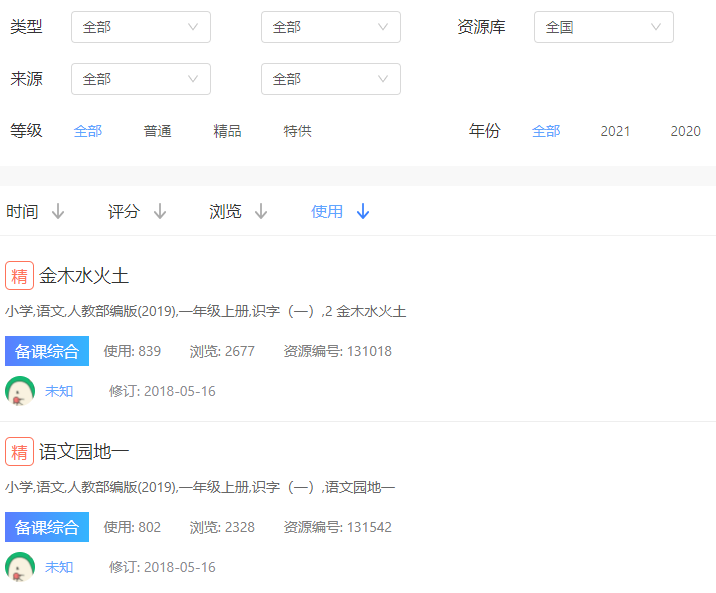 类型 全部 全部 资源库 全国
来源 全部 全部
等级 全部 普通 精品 特供 年份 全部 2021 2020
时间 评分 浏览 使用
精 金木水火土
小学,语文,人教部编版(2019),一年级上册,识字（一）,2 金木水火土
备课综合 使用: 839 浏览: 2677 资源编号: 131018
未知 修订: 2018-05-16
精 语文园地一
小学,语文,人教部编版(2019),一年级上册,识字（一）,语文园地一
备课综合 使用: 802 浏览: 2328 资源编号: 131542
未知 修订: 2018-05-16